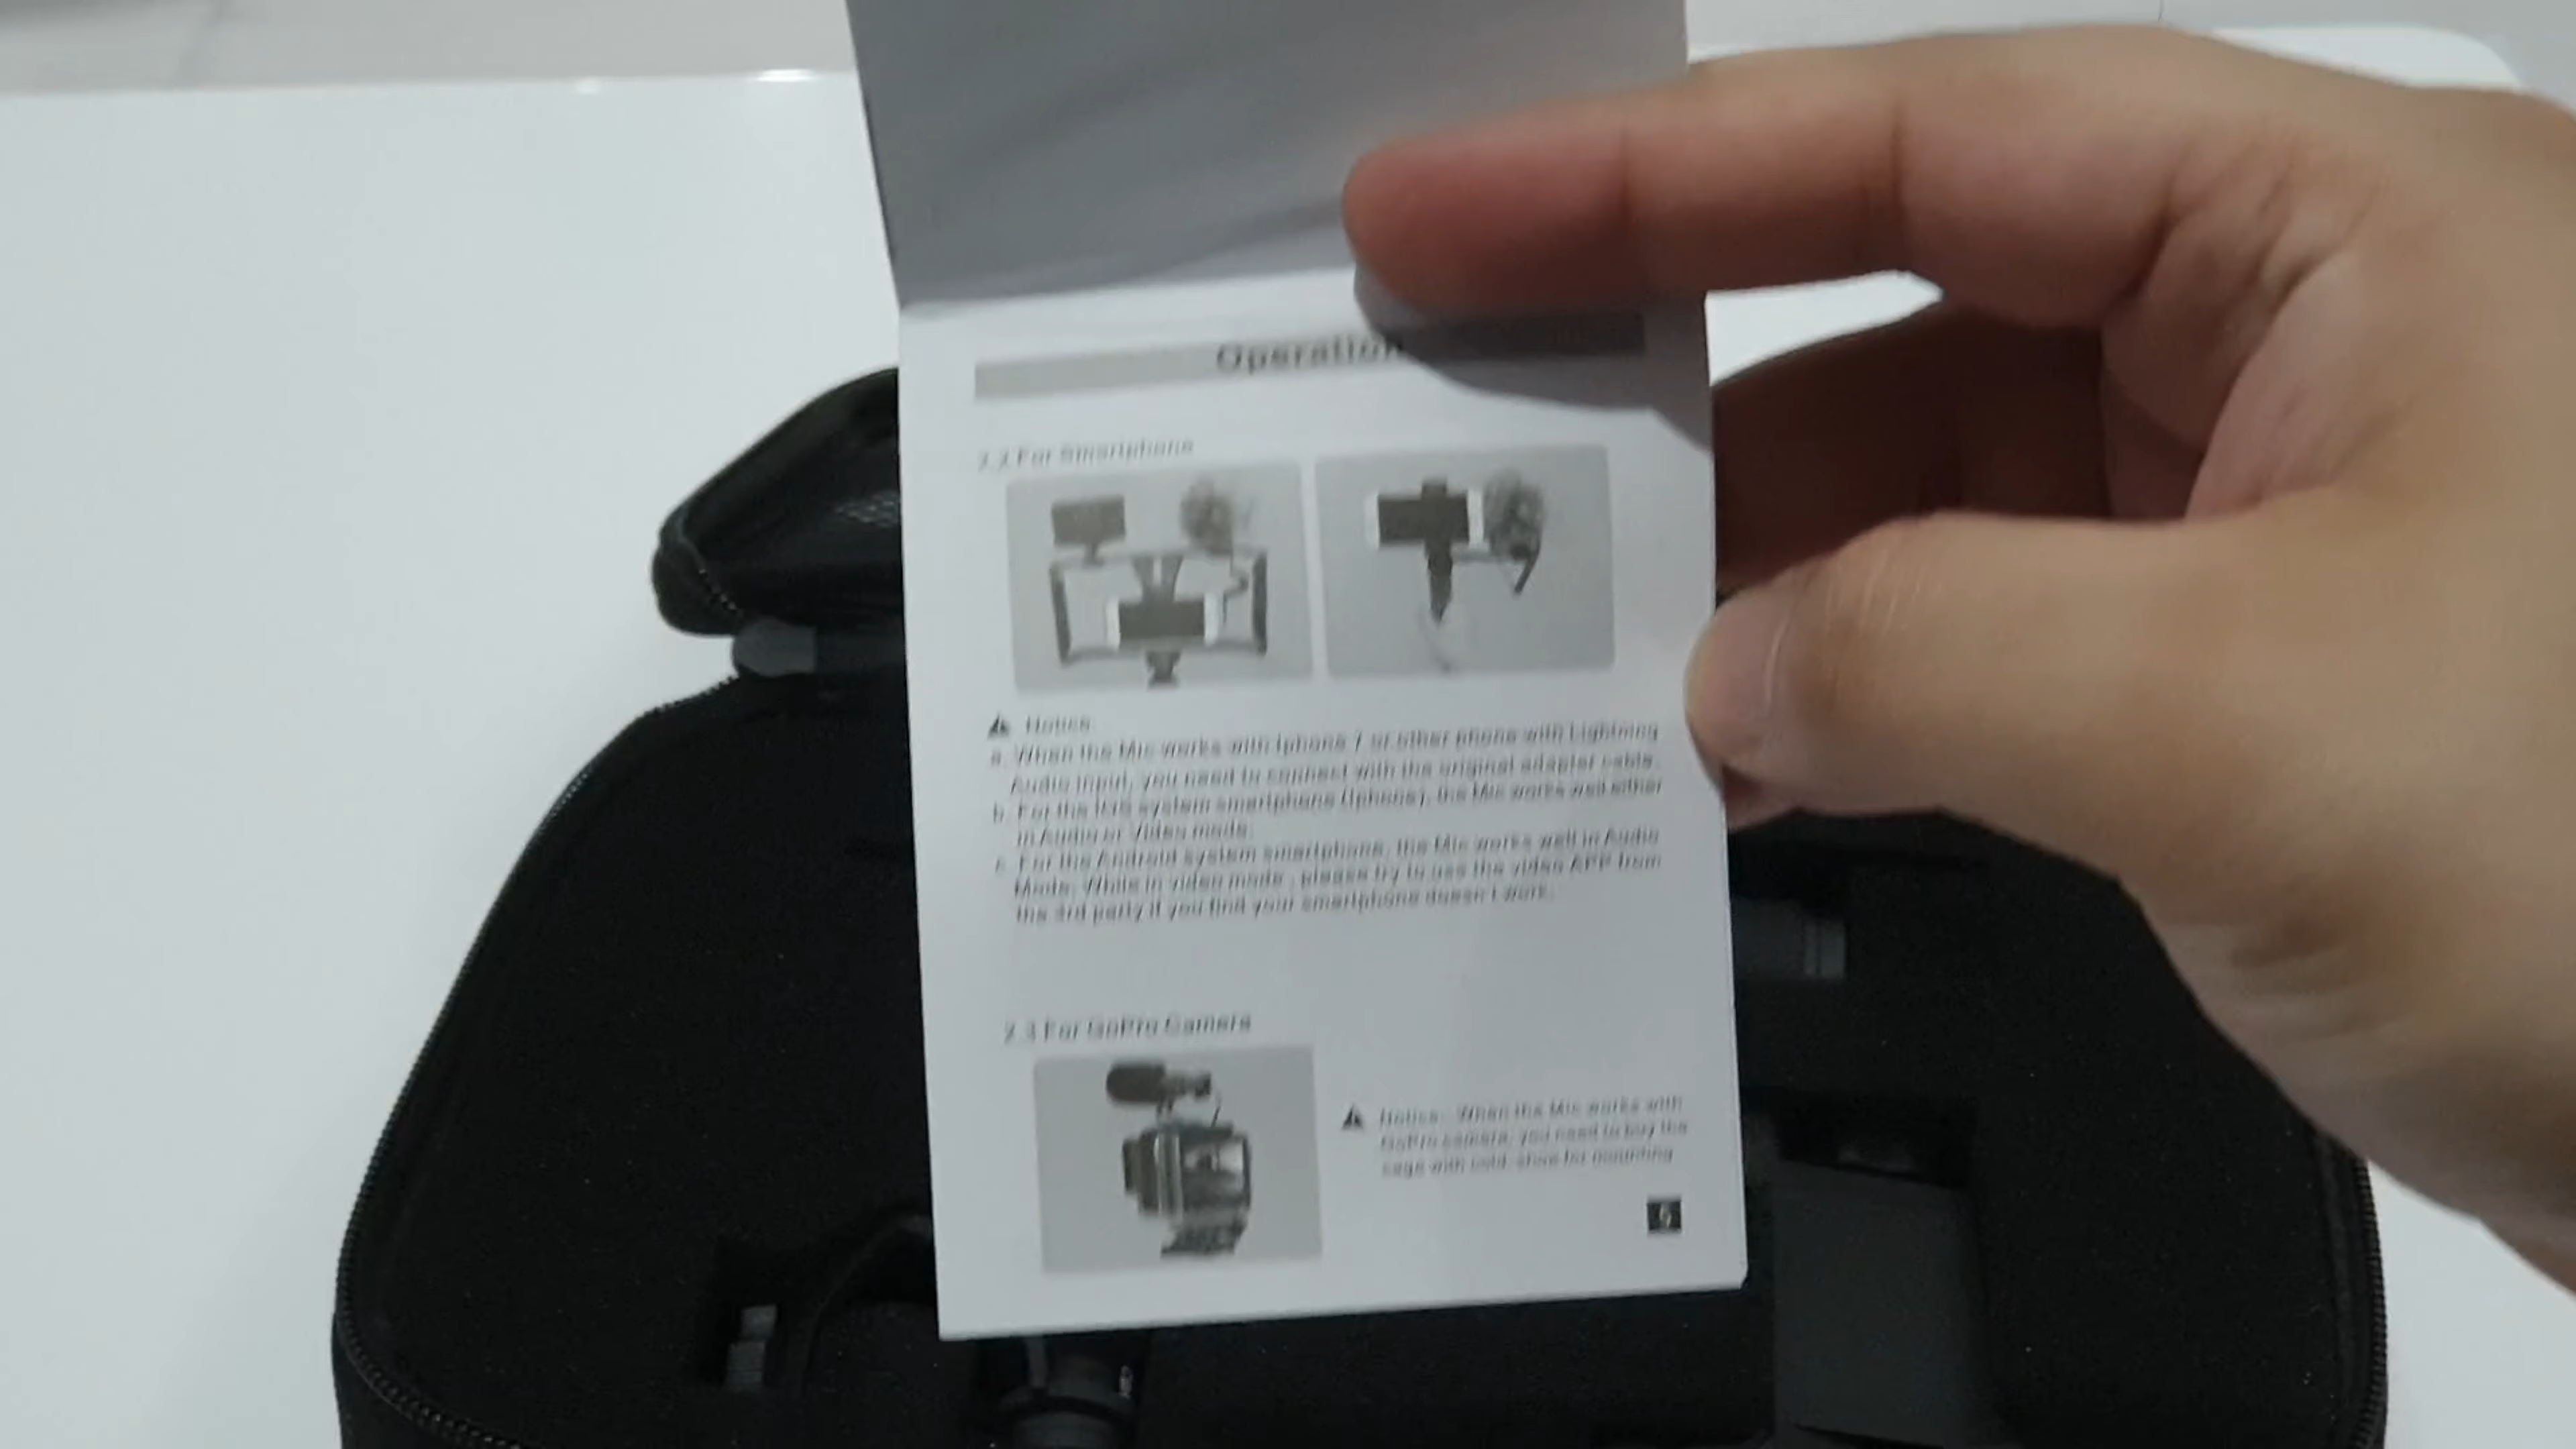 Operation
2.2 For Smartphone
Notice:
a. When the Mic works with Iphone 7 or other phone with Lightning
Audio input, you need to connect with the original adapter cable.
b. For the IOS system smartphone (Iphone), the Mic works well either
in Audio or Video mode.
c. For the Android system smartphone, the Mic works well in Audio
Mode; While in video mode , please try to use the video APP from
the 3rd party if you find your smartphone doesn't work.
2.3 For GoPro Camera
Notice: When the Mic works with
GoPro camera, you need to buy the
cage with cold-shoe for mounting